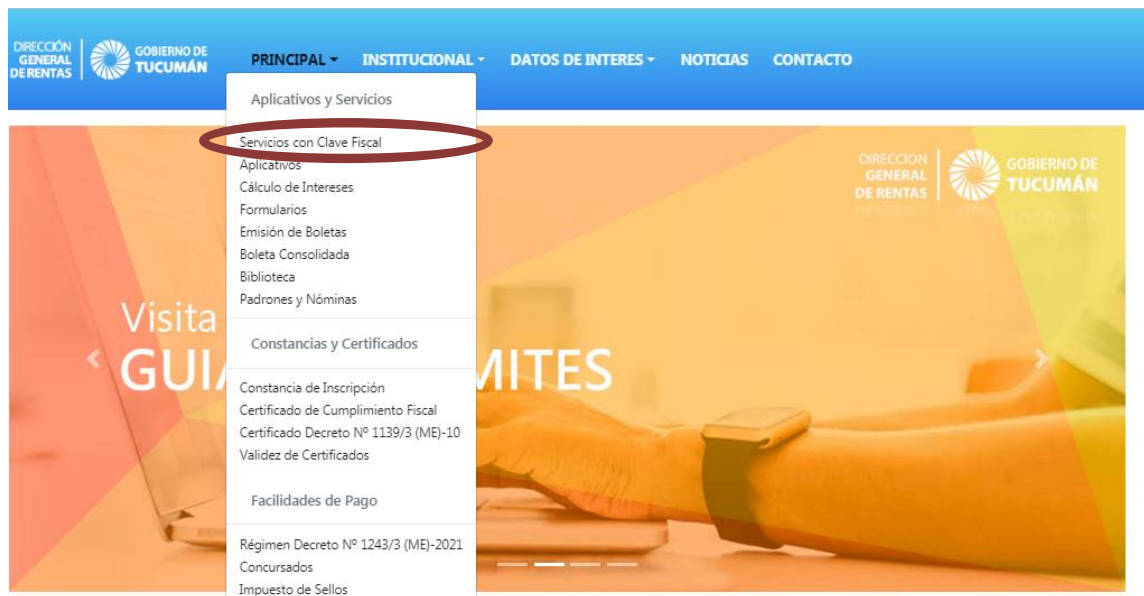 DIRECCIÓN
GENERAL
DE RENTAS
GOBIERNO DE
TUCUMÁN
PRINCIPAL INSTITUCIONAL DATOS DE INTERES NOTICIAS CONTACTO
Aplicativos y Servicios
Servicios con Clave Fiscal
Aplicativos
Cálculo de Intereses
Formularios
Emisión de Boletas
Boleta Consolidada
Biblioteca
Padrones y Nóminas
Constancias y Certificados
Constancia de Inscripción
Certificado de Cumplimiento Fiscal
Certificado Decreto Nº 1139/3 (ME)-10
Validez de Certificados
Facilidades de Pago
Régimen Decreto Nº 1243/3 (ME)-2021
Concursados
Impuesto de Sellos
DIRECCION
GENERAL
DE RENTAS
GOBIERNO DE
TUCUMÁN
Visita